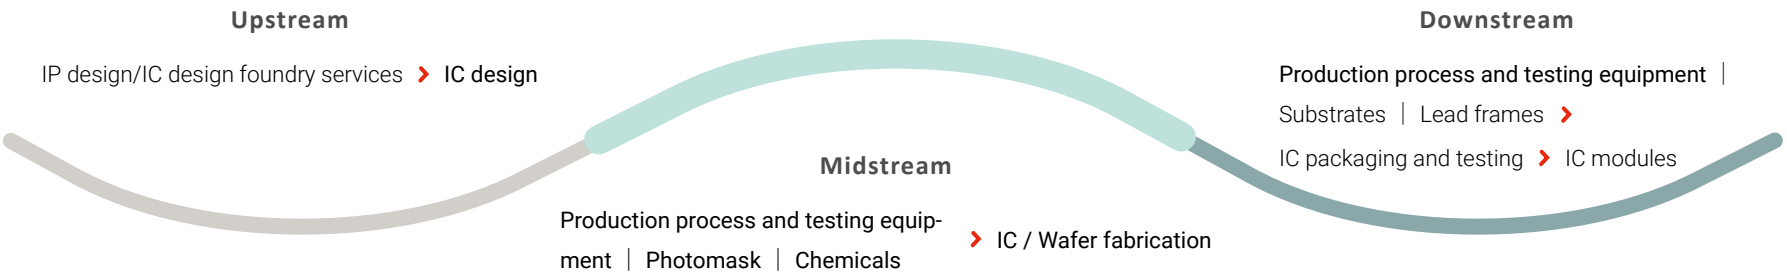 Upstream
IP design/IC design foundry services > IC design
Midstream
Production process and testing equip-
ment | Photomask | Chemicals
> IC / Wafer fabrication
Downstream
Production process and testing equipment |
Substrates | Lead frames >
IC packaging and testing > IC modules